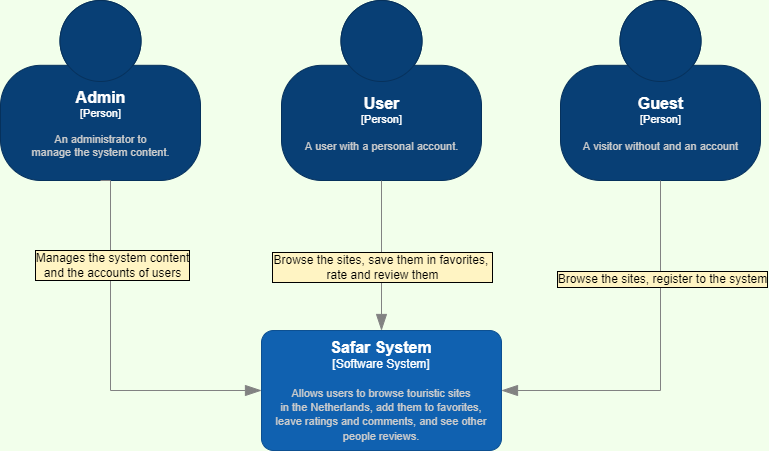 Admin
[Person]
An administrator to
manage the system content.
User
[Person]
A user with a personal account.
Guest
[Person]
A visitor without and an account
Manages the system content
and the accounts of users
Browse the sites, save them in favorites,
rate and review them
Browse the sites, register to the system
Safar System
[Software System]
Allows users to browse touristic sites
in the Netherlands, add them to favorites,
leave ratings and comments, and see other
people reviews.